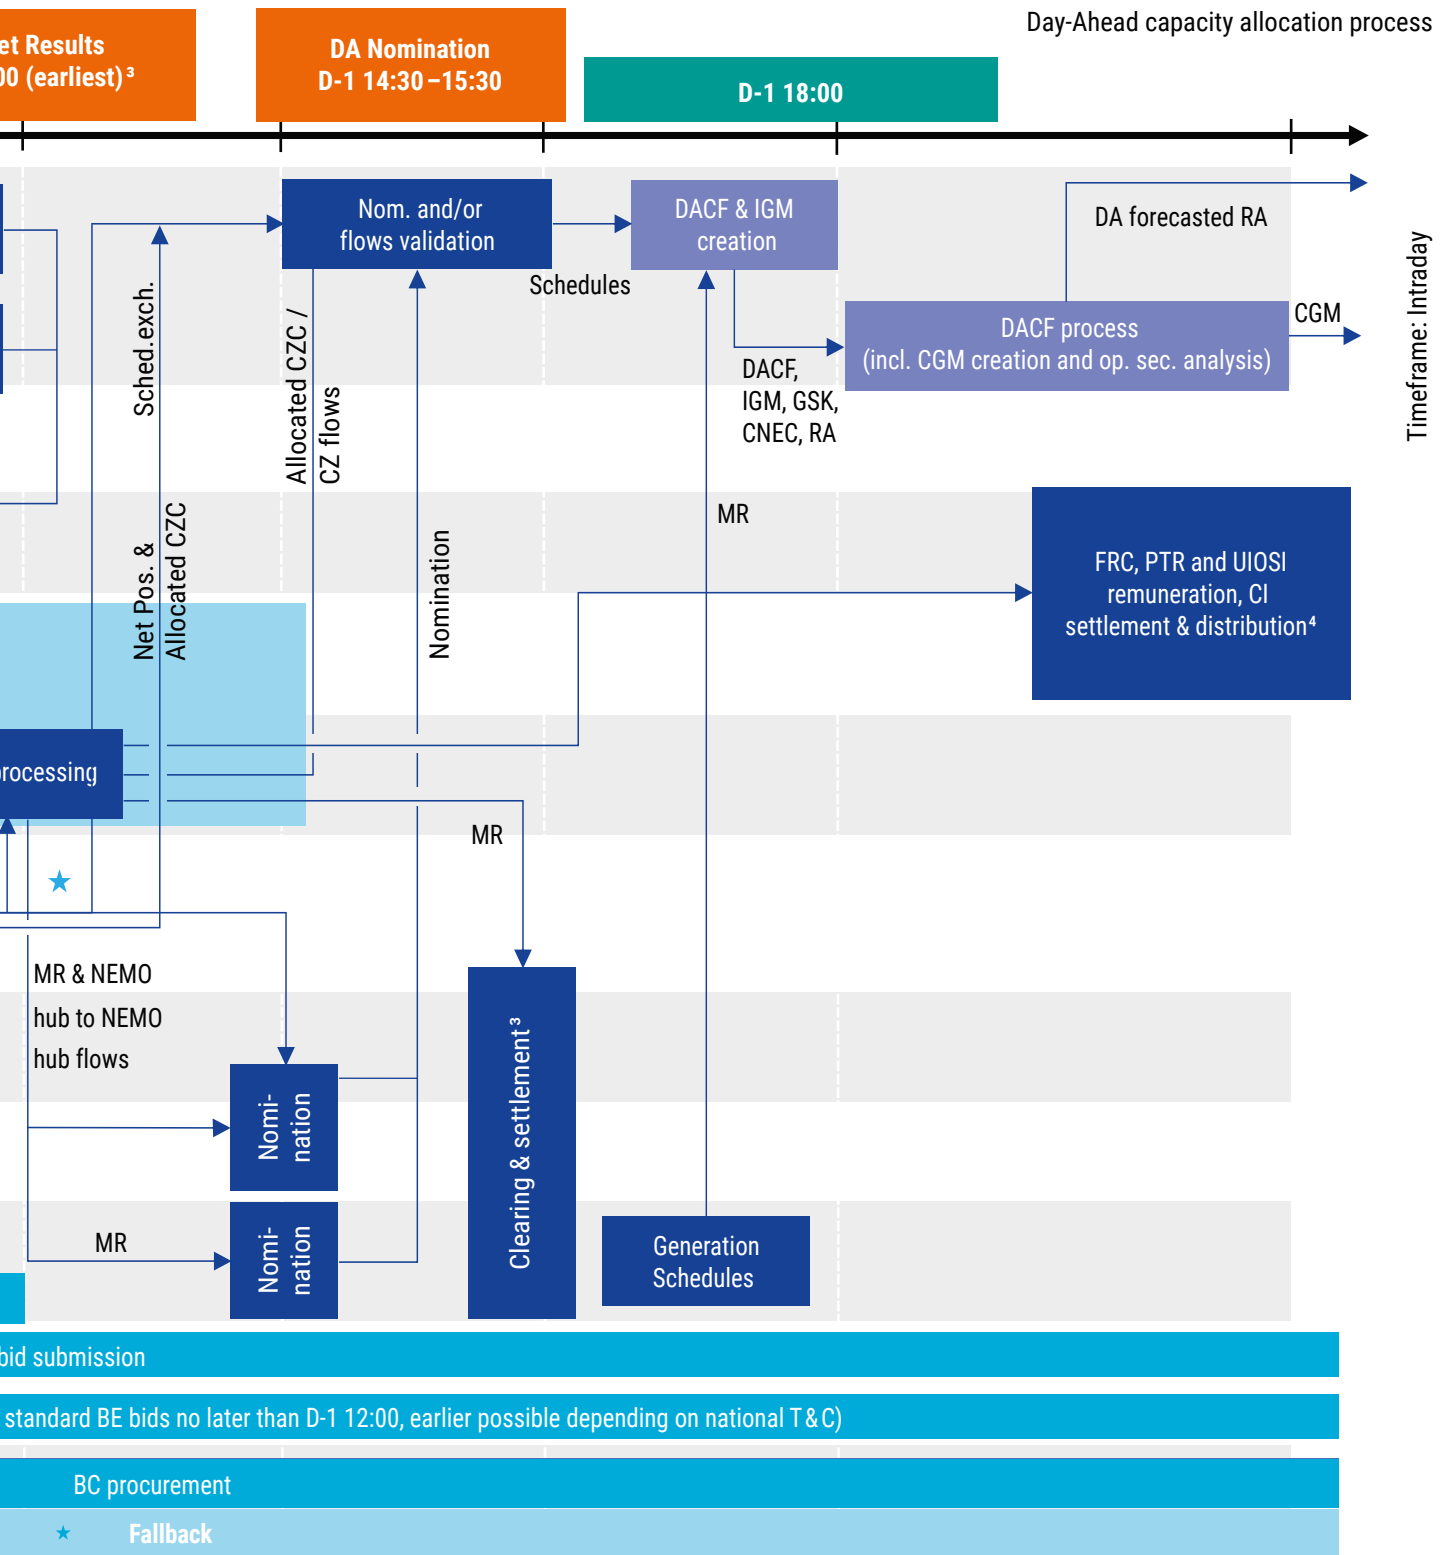 Day-Ahead capacity allocation process
et Results
00 (earliest)³
DA Nomination
D-1 14:30–15:30
D-1 18:00
Nom. and/or
flows validation
DACF & IGM
creation
DA forecasted RA
Schedules
DACF process
(incl. CGM creation and op. sec. analysis)
CGM
Timeframe: Intraday
Sched.exch.
Allocated CZC /
CZ flows
DACF,
IGM, GSK,
CNEC, RA
Net Pos. &
Allocated CZC
Nomination
MR
FRC, PTR and UIOSI
remuneration, CI
settlement & distribution⁴
processing
MR
MR & NEMO
hub to NEMO
hub flows
Nomi-
nation
Clearing & settlement³
MR
Nomi-
nation
Generation
Schedules
bid submission
standard BE bids no later than D-1 12:00, earlier possible depending on national T&C)
BC procurement
Fallback